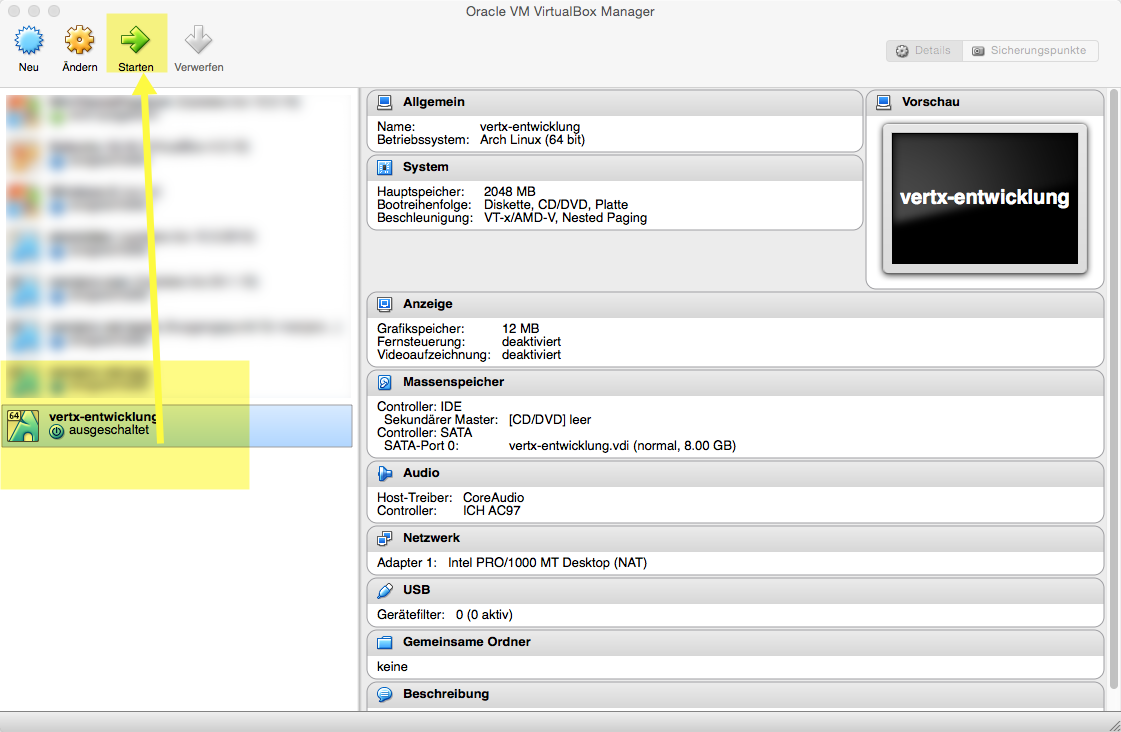 Oracle VM VirtualBox Manager
Neu
Ändern
Starten
Verwerfen
Details
Sicherungspunkte
64
vertx-entwicklung
ausgeschaltet
Allgemein
Name: vertx-entwicklung
Betriebssystem: Arch Linux (64 bit)
System
Hauptspeicher: 2048 MB
Bootreihenfolge: Diskette, CD/DVD, Platte
Beschleunigung: VT-x/AMD-V, Nested Paging
Vorschau
vertx-entwicklung
Anzeige
Grafikspeicher: 12 MB
Fernsteuerung: deaktiviert
Videoaufzeichnung: deaktiviert
Massenspeicher
Controller: IDE
Sekundärer Master: [CD/DVD] leer
Controller: SATA
SATA-Port 0: vertx-entwicklung.vdi (normal, 8.00 GB)
Audio
Host-Treiber: CoreAudio
Controller: ICH AC97
Netzwerk
Adapter 1: Intel PRO/1000 MT Desktop (NAT)
USB
Gerätefilter: 0 (0 aktiv)
Gemeinsame Ordner
keine
Beschreibung